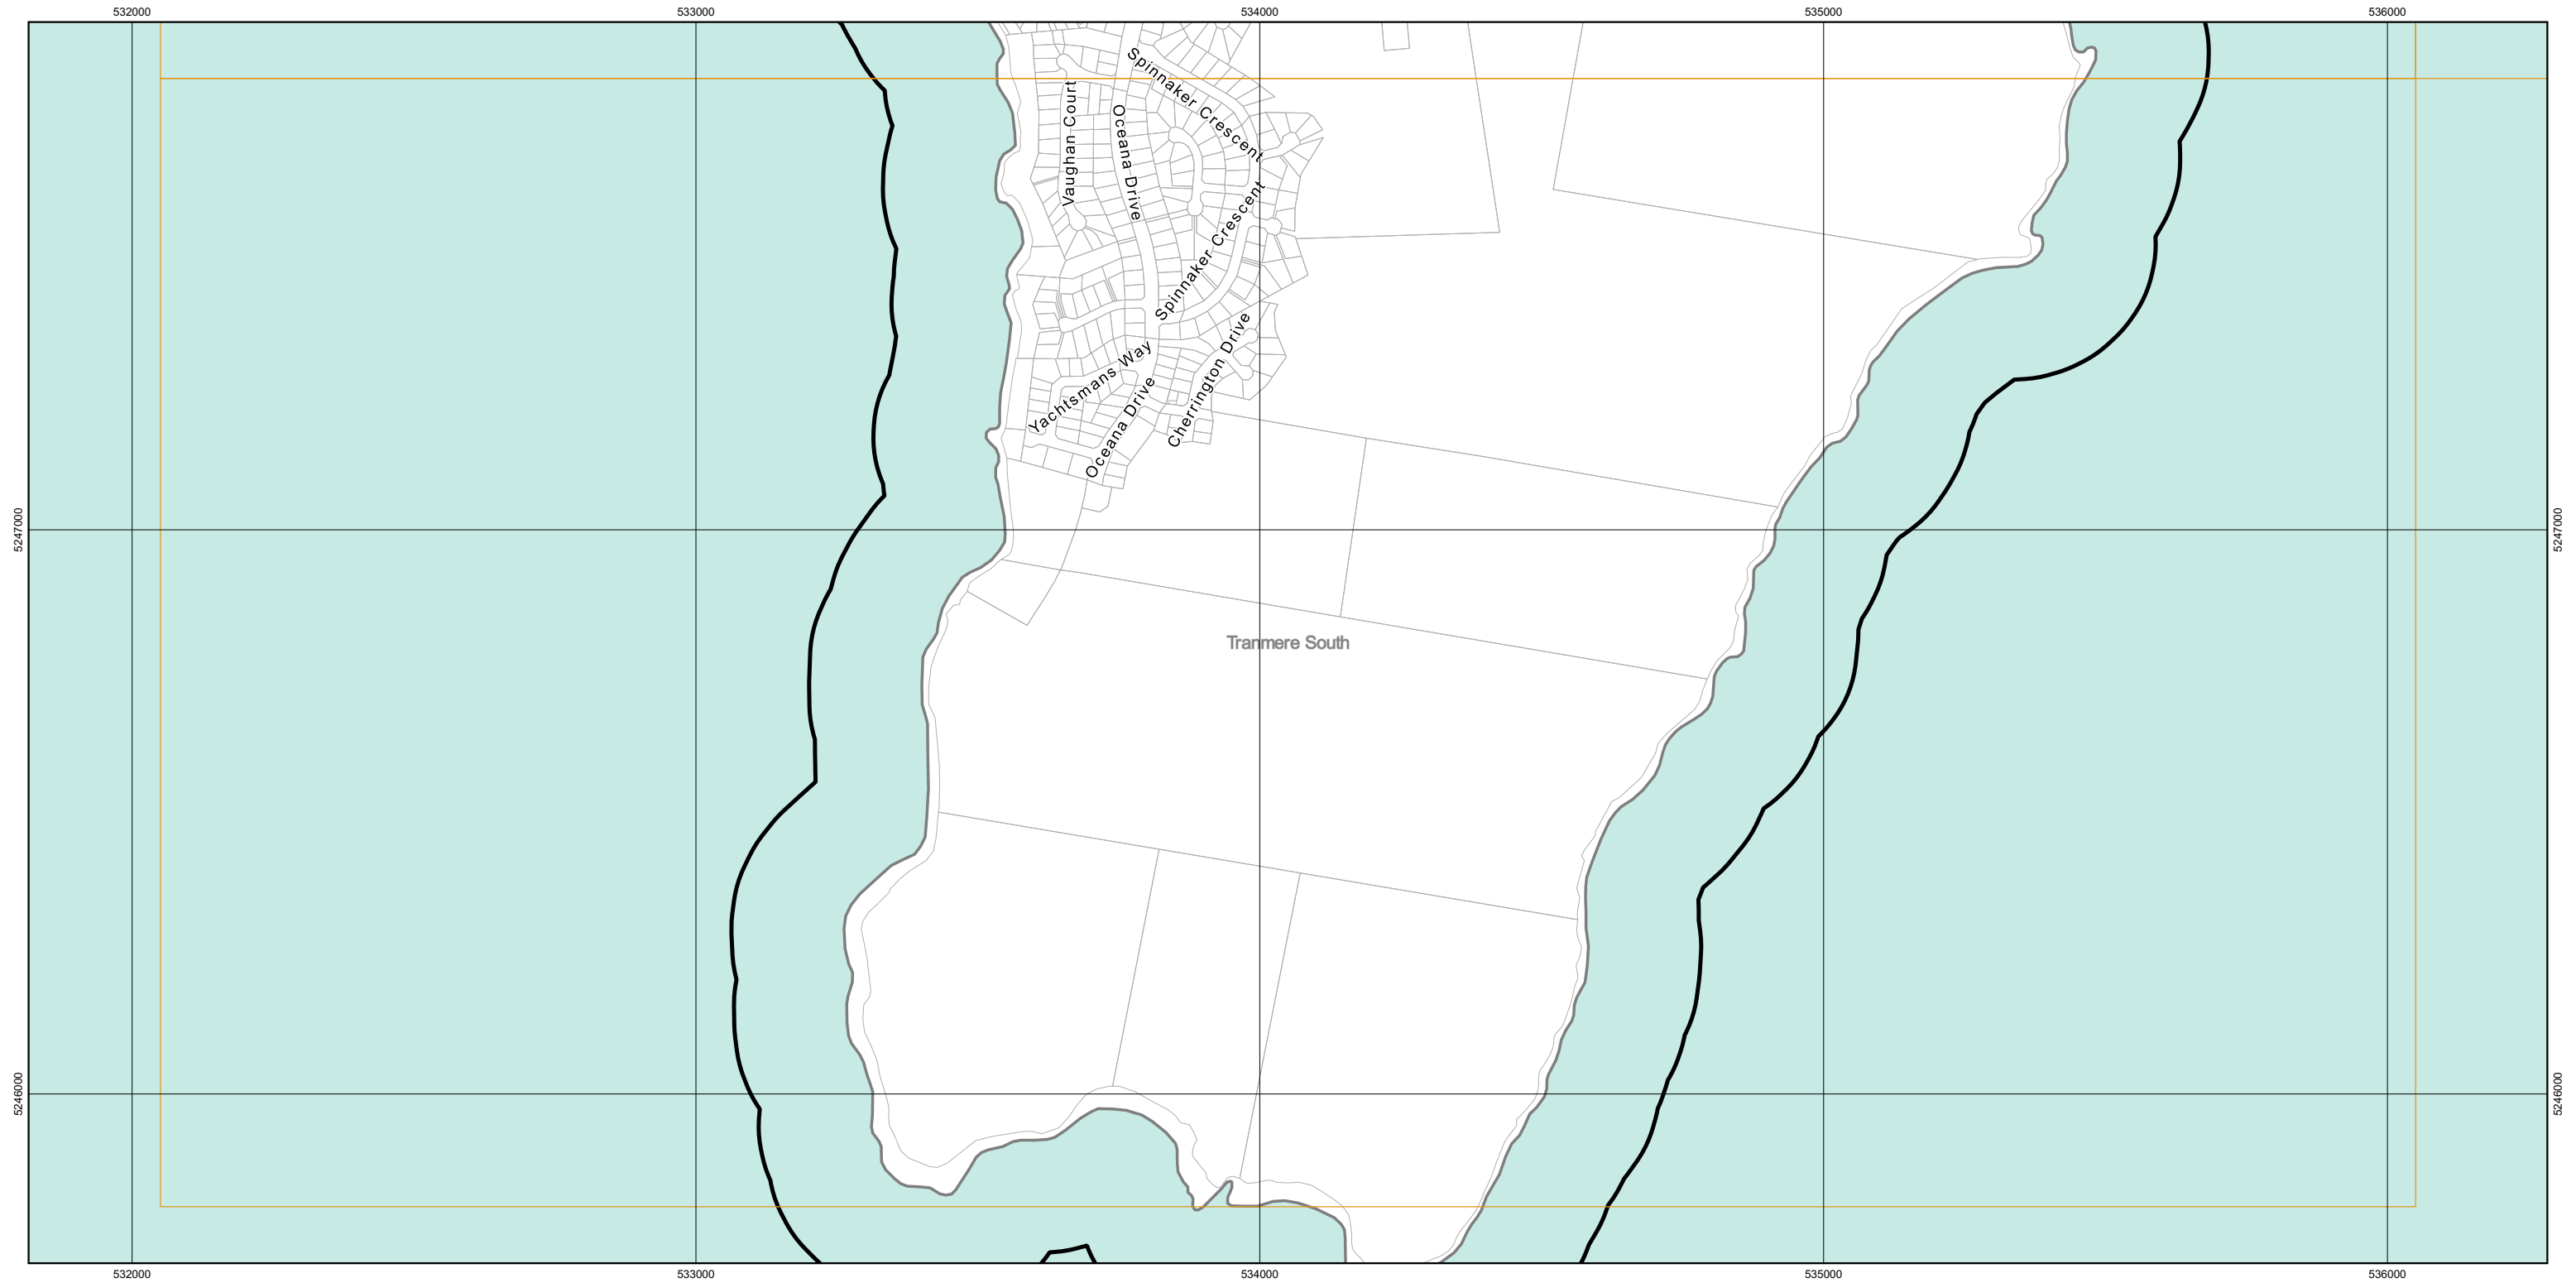 532000
533000
534000
535000
536000
Spinnaker Crescent
Vaughan Court
Oceana Drive
Spinnaker Crescent
Cherrington Drive
Yachtsmans Way
Oceana Drive
5247000
5247000
Tranmere South
5246000
5246000
532000
533000
534000
535000
536000